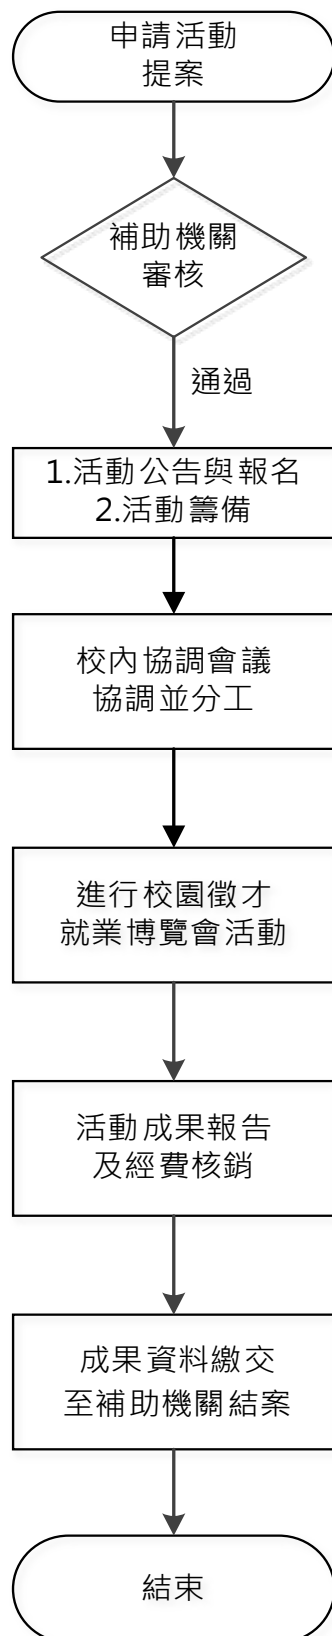 申請活動
提案
補助機關
審核
通過
1.活動公告與報名
2.活動籌備
校內協調會議
協調並分工
進行校園徵才
就業博覽會活動
活動成果報告
及經費核銷
成果資料繳交
至補助機關結案
結束